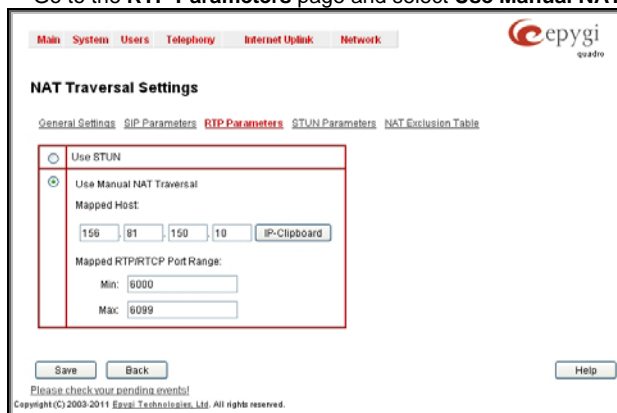 Go to the RTP Parameters page and select Use Manual NAT
Main System Users Telephony Internet Uplink Network
epygi
quadro
NAT Traversal Settings
General Settings SIP Parameters RTP Parameters STUN Parameters NAT Exclusion Table
Use STUN
Use Manual NAT Traversal
Mapped Host:
156 . 81 . 150 . 10 IP-Clipboard
Mapped RTP/RTCP Port Range:
Min: 6000
Max: 6099
Save Back Help
Please check your pending events!
Copyright (C) 2003-2011 Epygi Technologies, Ltd. All rights reserved.